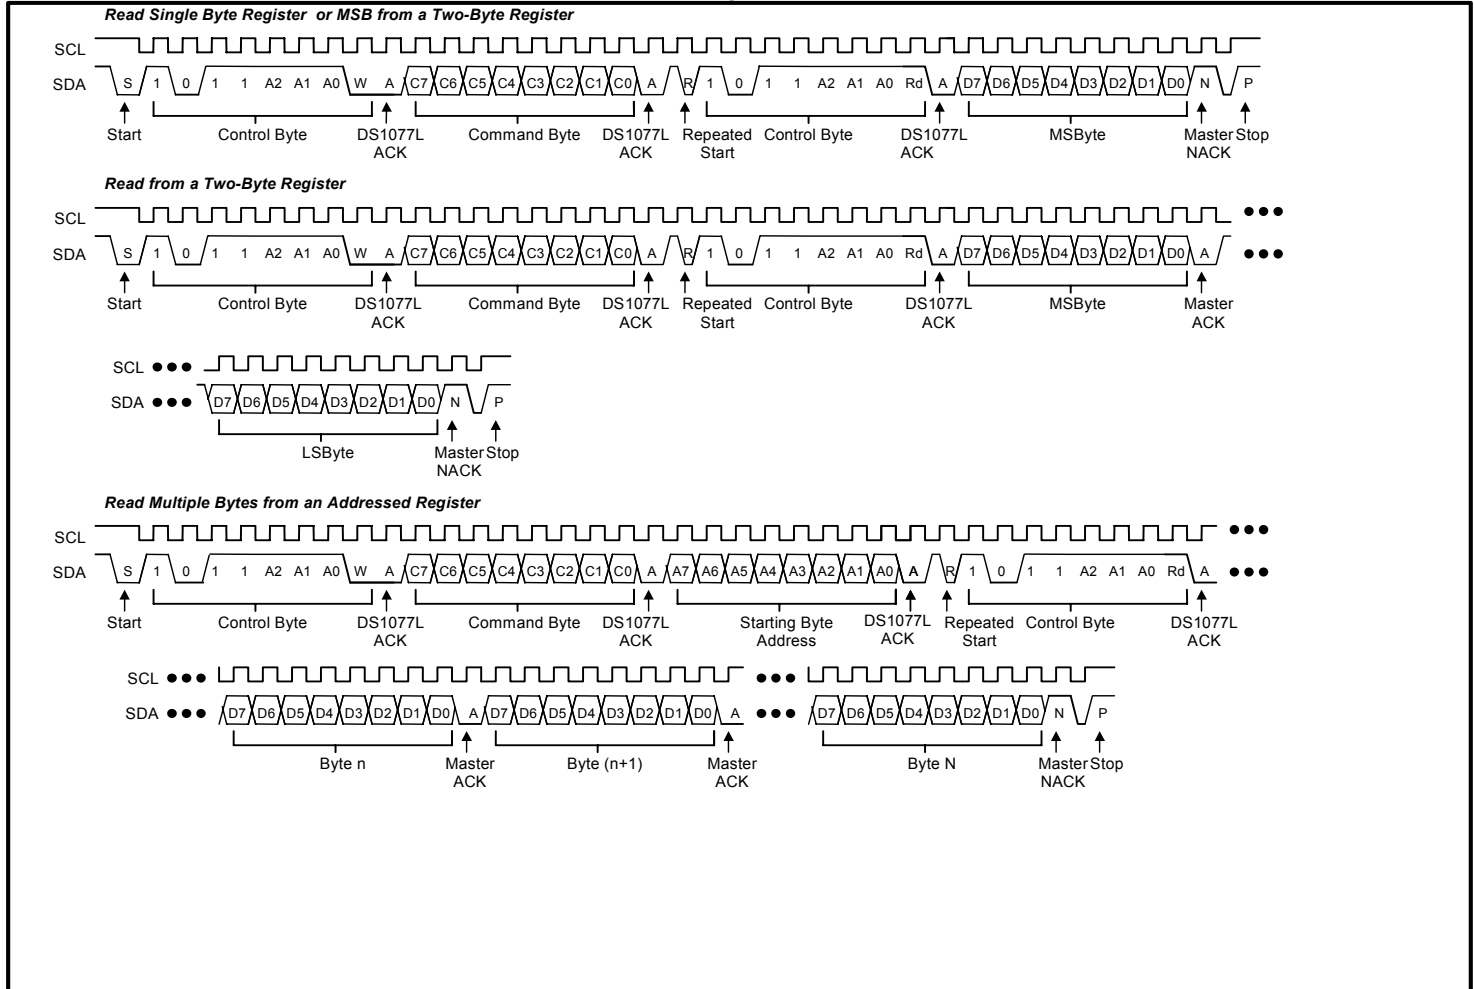 Read Single Byte Register or MSB from a Two-Byte Register
SCL
SDA S 1 0 1 1 A2 A1 A0 W A C7 C6 C5 C4 C3 C2 C1 C0 A R 1 0 1 1 A2 A1 A0 Rd A D7 D6 D5 D4 D3 D2 D1 D0 N P
Start Control Byte DS1077L Command Byte DS1077L Repeated Control Byte DS1077L MSByte Master Stop
ACK ACK Start ACK NACK
Read from a Two-Byte Register
SCL ●●●
SDA S 1 0 1 1 A2 A1 A0 W A C7 C6 C5 C4 C3 C2 C1 C0 A R 1 0 1 1 A2 A1 A0 Rd A D7 D6 D5 D4 D3 D2 D1 D0 A ●●●
Start Control Byte DS1077L Command Byte DS1077L Repeated Control Byte DS1077L MSByte Master
ACK ACK Start ACK ACK
SCL ●●●
SDA ●●● D7 D6 D5 D4 D3 D2 D1 D0 N P
LSByte Master Stop
NACK
Read Multiple Bytes from an Addressed Register
SCL ●●●
SDA S 1 0 1 1 A2 A1 A0 W A C7 C6 C5 C4 C3 C2 C1 C0 A A7 A6 A5 A4 A3 A2 A1 A0 A R 1 0 1 1 A2 A1 A0 Rd A ●●●
Start Control Byte DS1077L Command Byte DS1077L Starting Byte DS1077L Repeated Control Byte DS1077L
ACK ACK Address ACK Start ACK
SCL ●●● ●●●
SDA ●●● D7 D6 D5 D4 D3 D2 D1 D0 A D7 D6 D5 D4 D3 D2 D1 D0 A ●●● D7 D6 D5 D4 D3 D2 D1 D0 N P
Byte n Master Byte (n+1) Master Byte N Master Stop
ACK ACK NACK